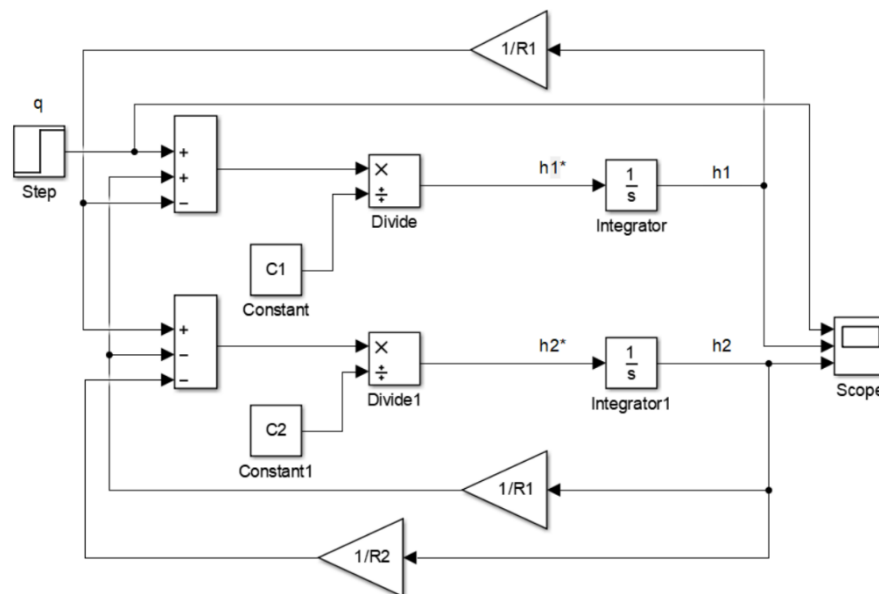 1/R1
q
Step
+
+
−
×
÷
Divide
h1*
1
s
Integrator
h1
C1
Constant
+
−
−
×
÷
Divide1
h2*
1
s
Integrator1
h2
Scope
C2
Constant1
1/R1
1/R2